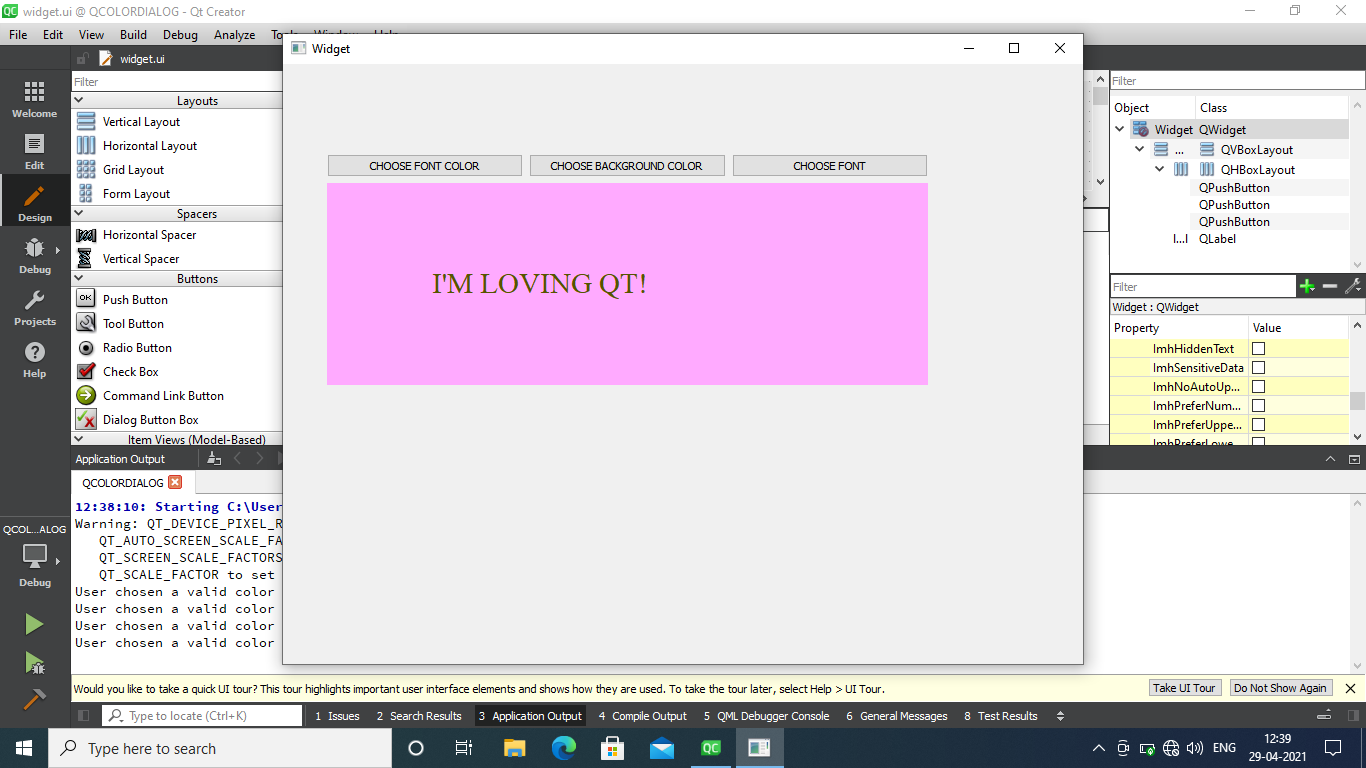 widget.ui @ QCOLORDIALOG - Qt Creator
File Edit View Build Debug Analyze
widget.ui
Widget
Filter
Layouts
Vertical Layout
Horizontal Layout
Grid Layout
Form Layout
Spacers
Horizontal Spacer
Vertical Spacer
Buttons
Push Button
Tool Button
Radio Button
Check Box
Command Link Button
Dialog Button Box
Item Views (Model-Based)
Welcome
Edit
Design
Debug
Projects
Help
QCOL...ALOG
Debug
CHOOSE FONT COLOR CHOOSE BACKGROUND COLOR CHOOSE FONT
I'M LOVING QT!
Filter
Object Class
Widget QWidget
... QVBoxLayout
QHBoxLayout
QPushButton
QPushButton
QPushButton
l...l QLabel
Filter
Widget : QWidget
Property Value
ImhHiddenText
ImhSensitiveData
ImhNoAutoUp...
ImhPreferNum...
ImhPreferUppe...
ImhPreferLowe
Application Output
QCOLORDIALOG
12:38:10: Starting C:\User
Warning: QT_DEVICE_PIXEL_R
QT_AUTO_SCREEN_SCALE_FA
QT_SCREEN_SCALE_FACTORS
QT_SCALE_FACTOR to set
User chosen a valid color
User chosen a valid color
User chosen a valid color
User chosen a valid color
Would you like to take a quick UI tour? This tour highlights important user interface elements and shows how they are used. To take the tour later, select Help > UI Tour. Take UI Tour Do Not Show Again
Type to locate (Ctrl+K) 1 Issues 2 Search Results 3 Application Output 4 Compile Output 5 QML Debugger Console 6 General Messages 8 Test Results
Type here to search
ENG
12:39
29-04-2021